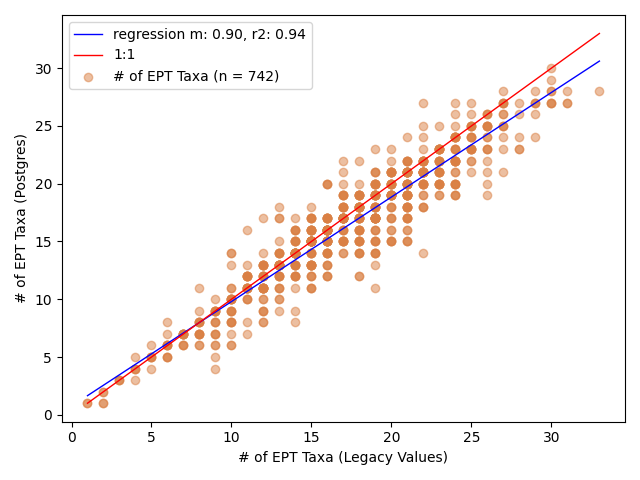 regression m: 0.90, r2: 0.94
1:1
# of EPT Taxa (n = 742)
# of EPT Taxa (Postgres)
30
25
20
15
10
5
0
0 5 10 15 20 25 30
# of EPT Taxa (Legacy Values)